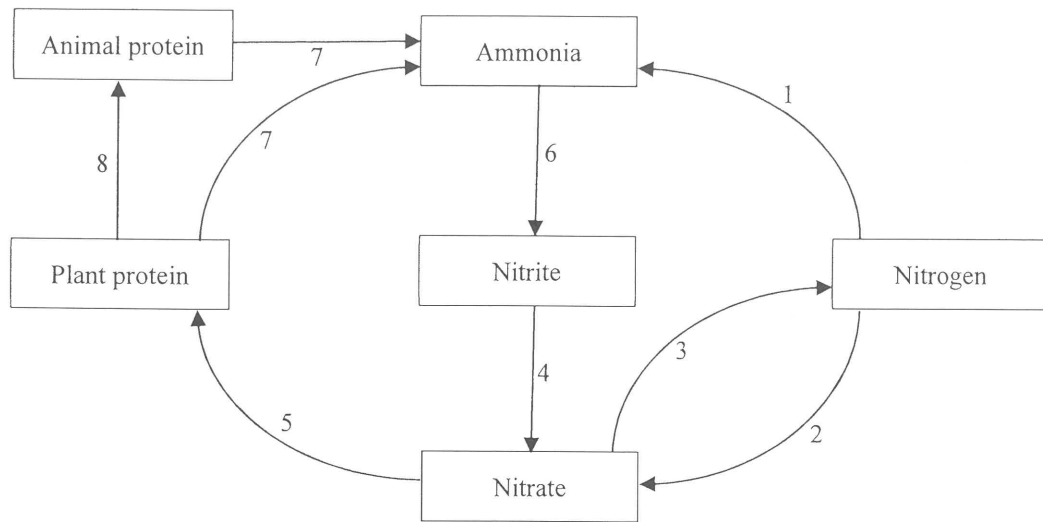 Animal protein
7
Ammonia
1
7
8
6
Plant protein
Nitrite
Nitrogen
3
4
5
2
Nitrate